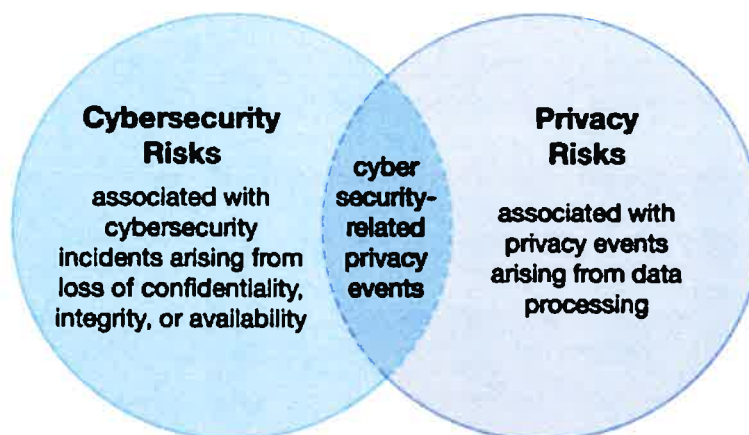 Cybersecurity
Risks
associated with
cybersecurity
incidents arising from
loss of confidentiality,
integrity, or availability
cyber
security-
related
privacy
events
Privacy
Risks
associated with
privacy events
arising from data
processing